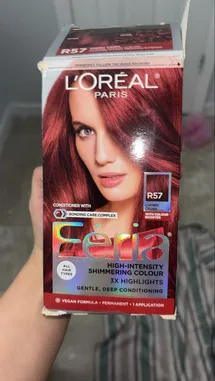 R57
L'ORÉAL
PARIS
R57
CONDITIONER WITH
BONDING CARE COMPLEX
Feria
ALL
HAIR
TYPES
HIGH-INTENSITY
SHIMMERING COLOUR
3X HIGHLIGHTS
GENTLE, DEEP CONDITIONING
VEGAN FORMULA • PERMANENT • 1 APPLICATION